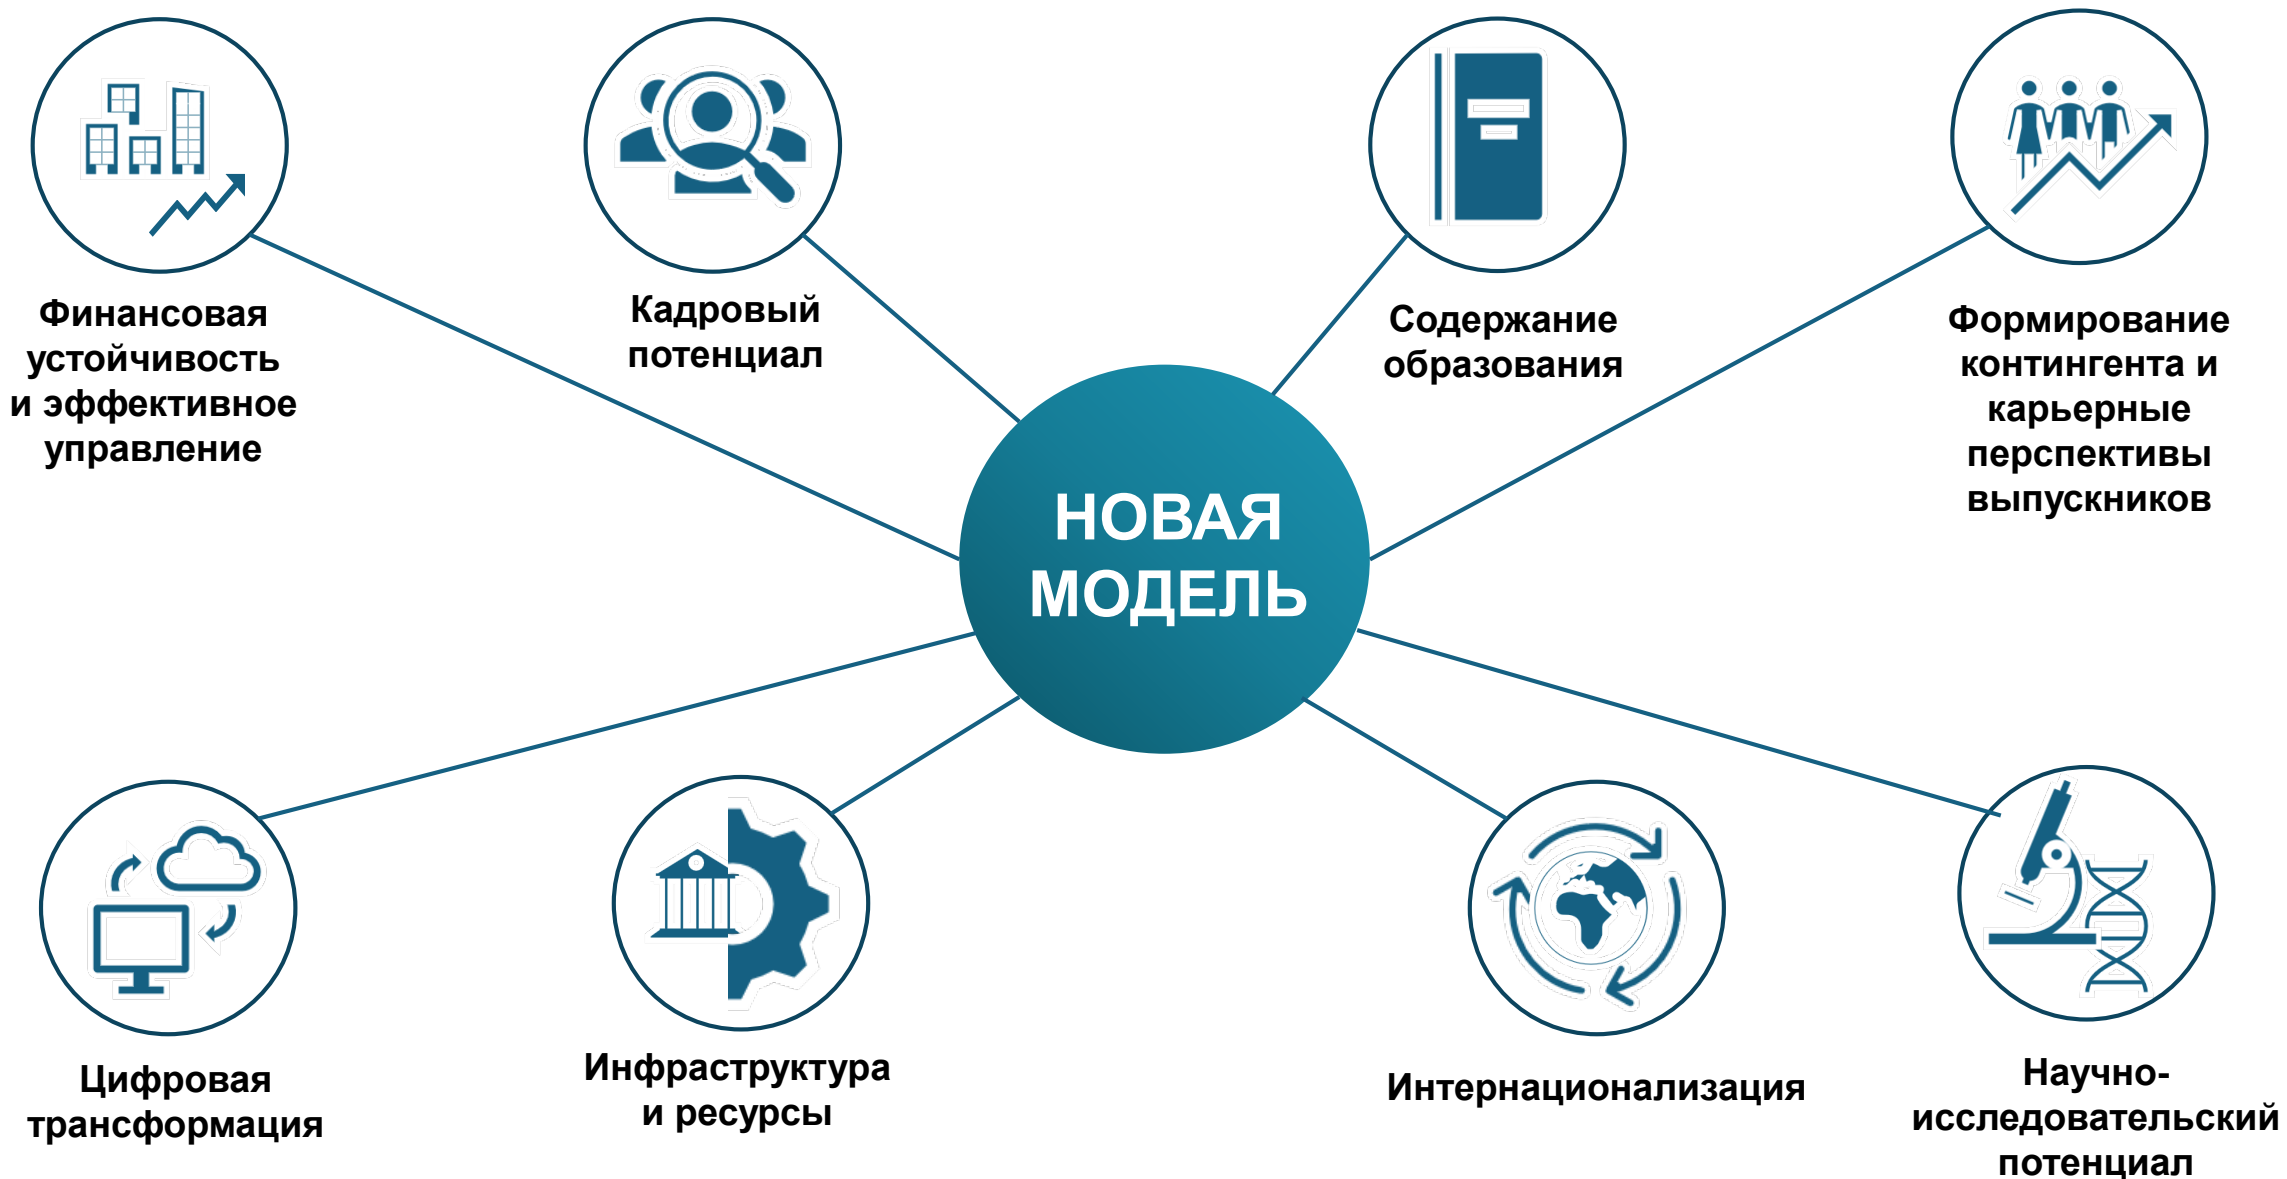 Финансовая
устойчивость
и эффективное
управление
Кадровый
потенциал
Содержание
образования
Формирование
контингента и
карьерные
перспективы
выпускников
НОВАЯ
МОДЕЛЬ
Цифровая
трансформация
Инфраструктура
и ресурсы
Интернационализация
Научно-
исследовательский
потенциал